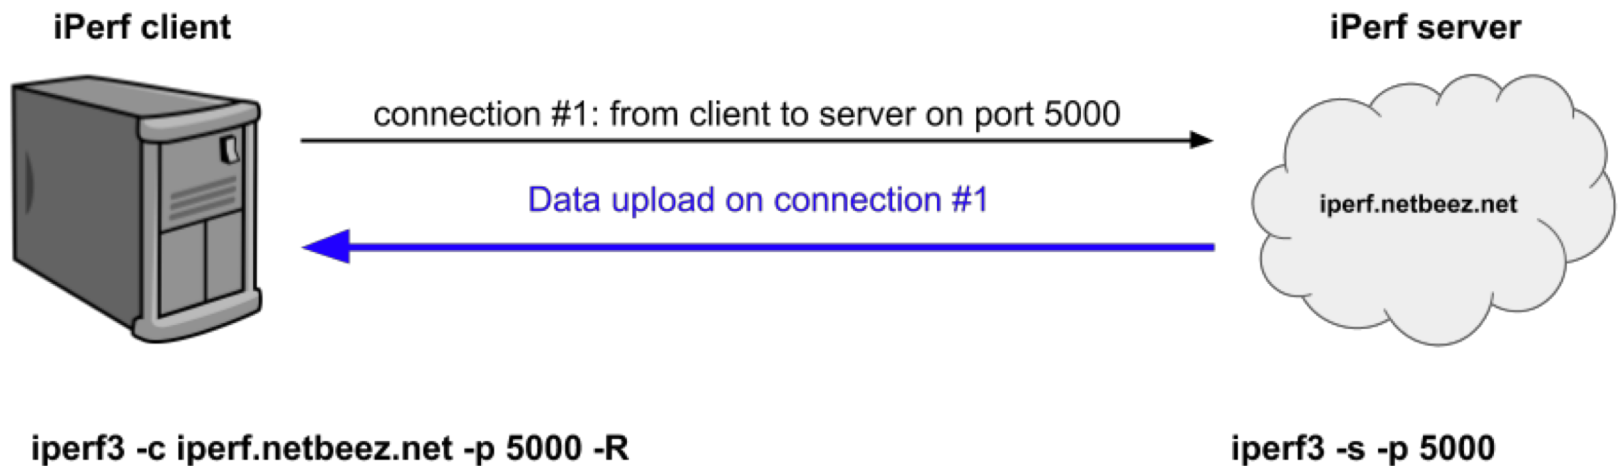 iPerf client
iPerf server
connection #1: from client to server on port 5000
Data upload on connection #1
iperf.netbeez.net
iperf3 -c iperf.netbeez.net -p 5000 -R
iperf3 -s -p 5000